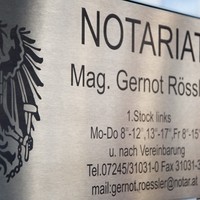 NOTARIAT
Mag. Gernot Rössl
1.Stock links
Mo-Do 8°-12°,13°-17°,Fr 8°-15°
u. nach Vereinbarung
Tel.07245/31031-0 Fax 31031-3
mail:gernot.roessler@notar.at